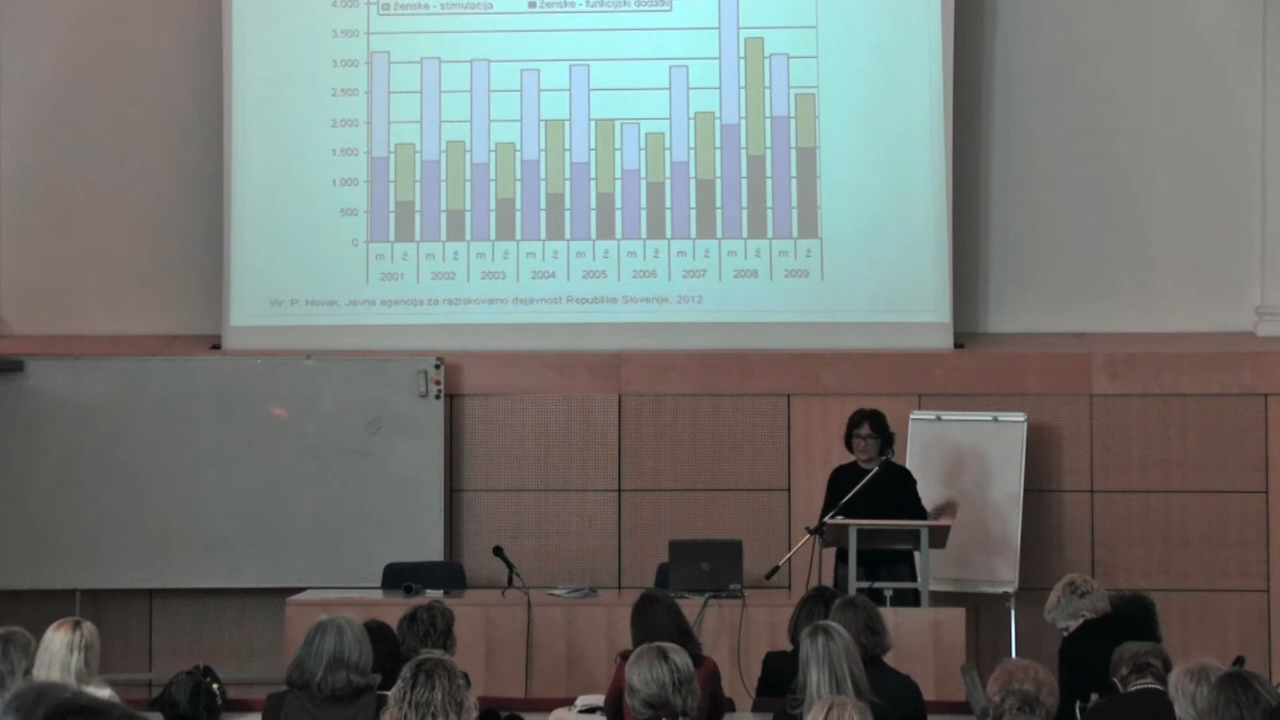 4.000
ženske - stimulacija ženske - funkcijski dodatki
3.500
3.000
2.500
2.000
1.500
1.000
500
0
m ž m ž m ž m ž m ž m ž m ž m ž m ž
2001 2002 2003 2004 2005 2006 2007 2008 2009
Vir: P. Novak, Javna agencija za raziskovalno dejavnost Republike Slovenije, 2012